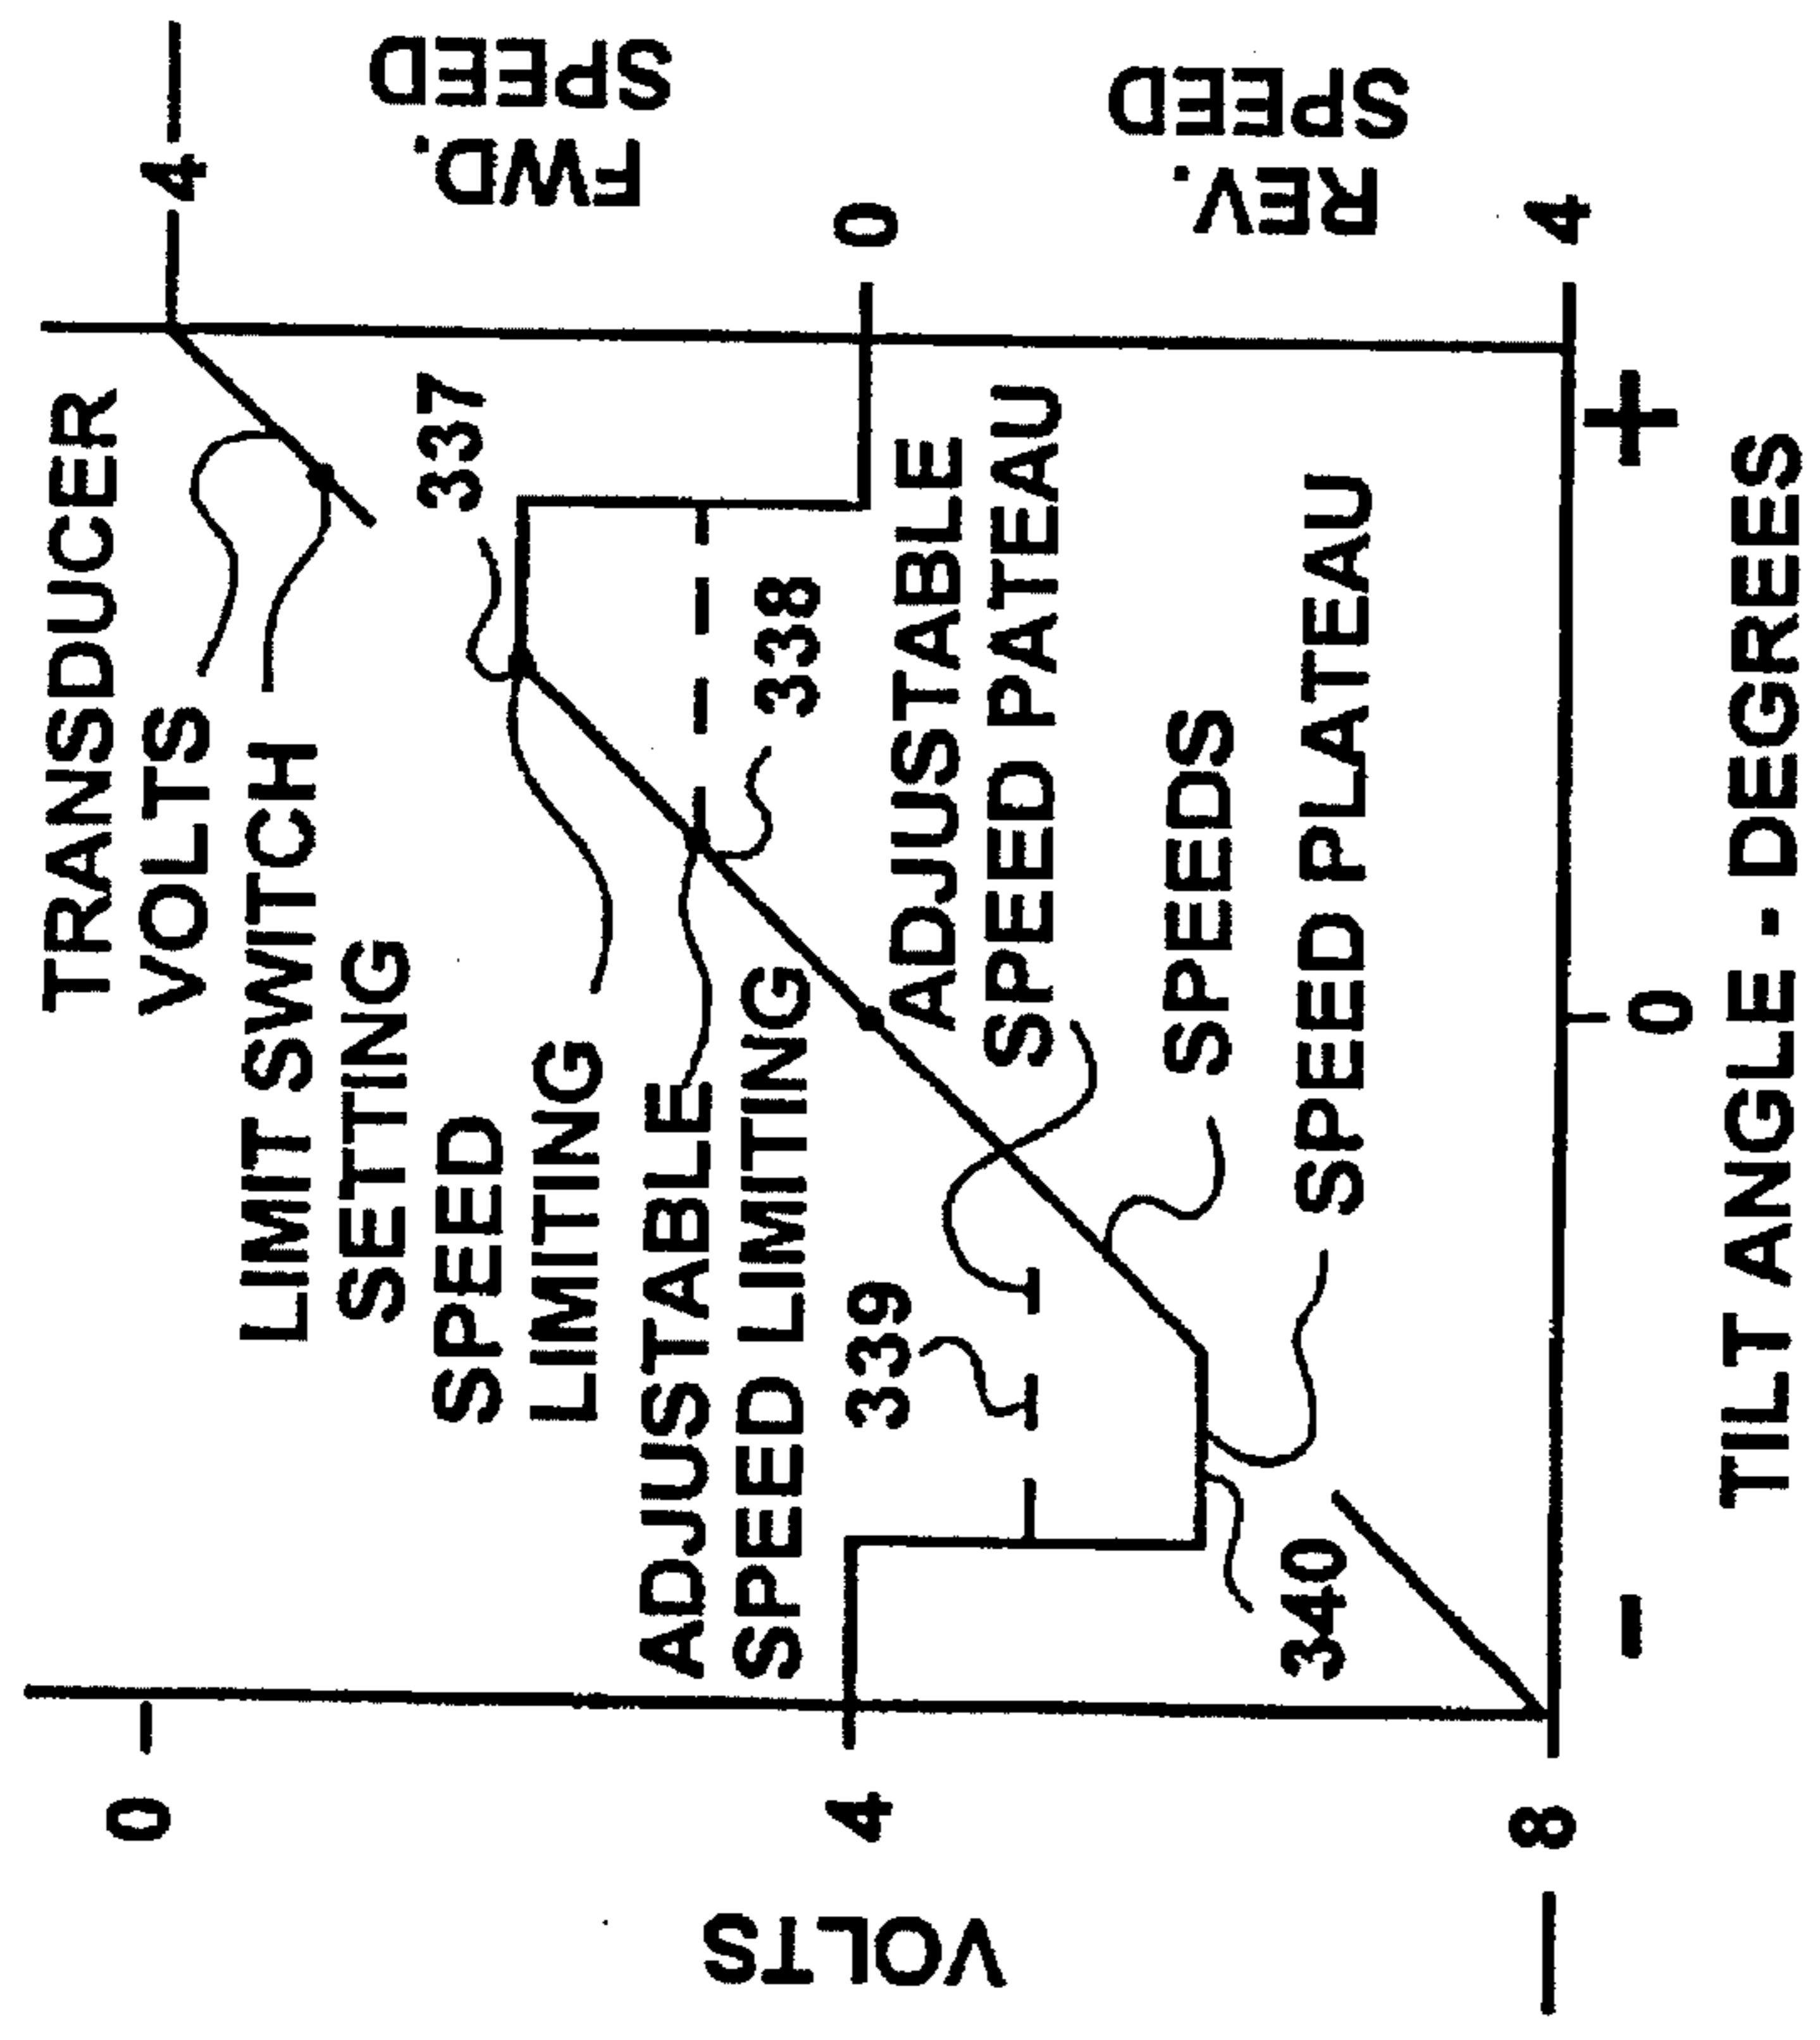 TRANSDUCER
VOLTS
LIMIT SWITCH
SETTING
SPEED
LIMITING
ADJUSTABLE
SPEED LIMITING
337
338
339
340
ADJUSTABLE
SPEED PATEAU
SPEEDS
SPEED PLATEAU
0
4
8
VOLTS
4
FWD.
SPEED
0
REV.
SPEED
4
-
0
+
TILT ANGLE - DEGREES